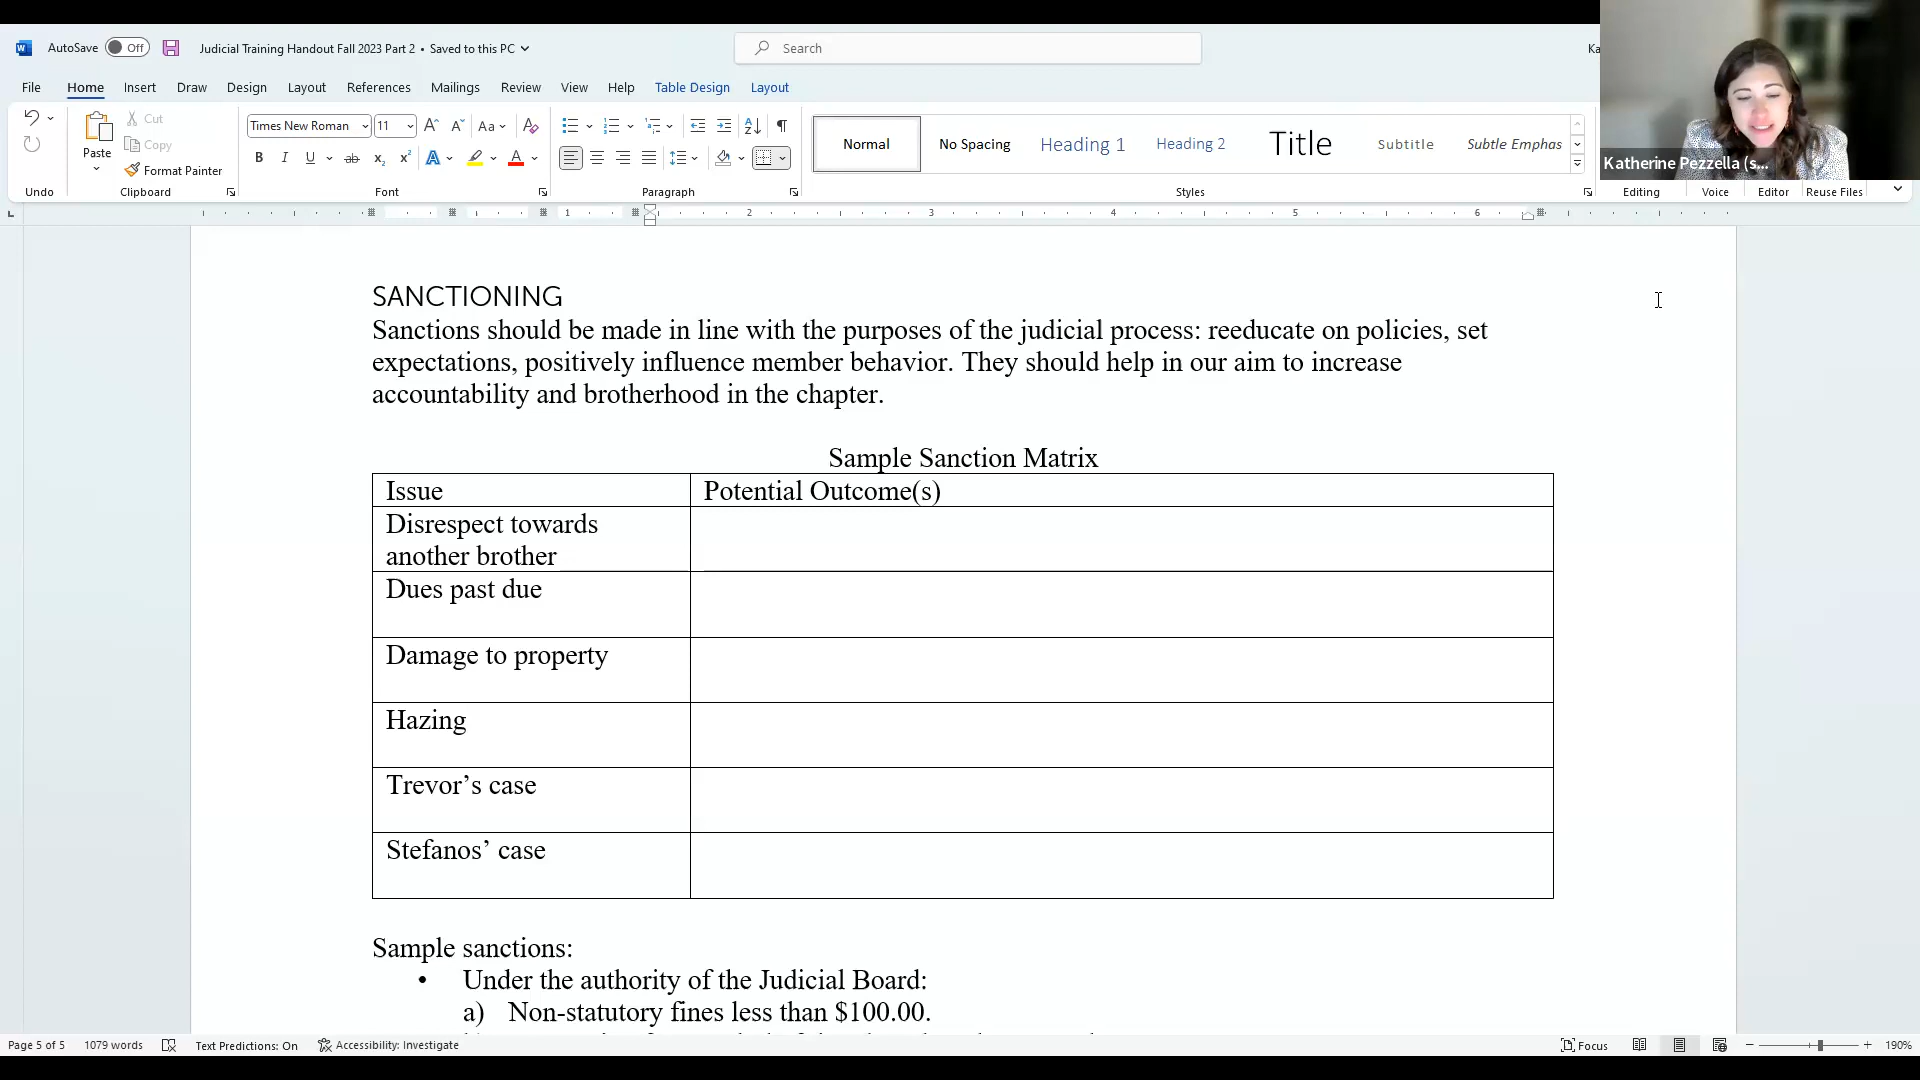 AutoSave Off Judicial Training Handout Fall 2023 Part 2 • Saved to this PC Search Ka
File Home Insert Draw Design Layout References Mailings Review View Help Table Design Layout
Paste Cut Copy Format Painter Times New Roman 11 Normal No Spacing Heading 1 Heading 2 Title Subtitle Subtle Emphas
Katherine Pezzella (s...
Undo Clipboard Font Paragraph Styles Editing Voice Editor Reuse Files
1 2 3 4 5 6
SANCTIONING
Sanctions should be made in line with the purposes of the judicial process: reeducate on policies, set
expectations, positively influence member behavior. They should help in our aim to increase
accountability and brotherhood in the chapter.
Sample Sanction Matrix
Issue Potential Outcome(s)
Disrespect towards
another brother
Dues past due
Damage to property
Hazing
Trevor’s case
Stefanos’ case
Sample sanctions:
• Under the authority of the Judicial Board:
a) Non-statutory fines less than $100.00.
Page 5 of 5 1079 words Text Predictions: On Accessibility: Investigate Focus 190%